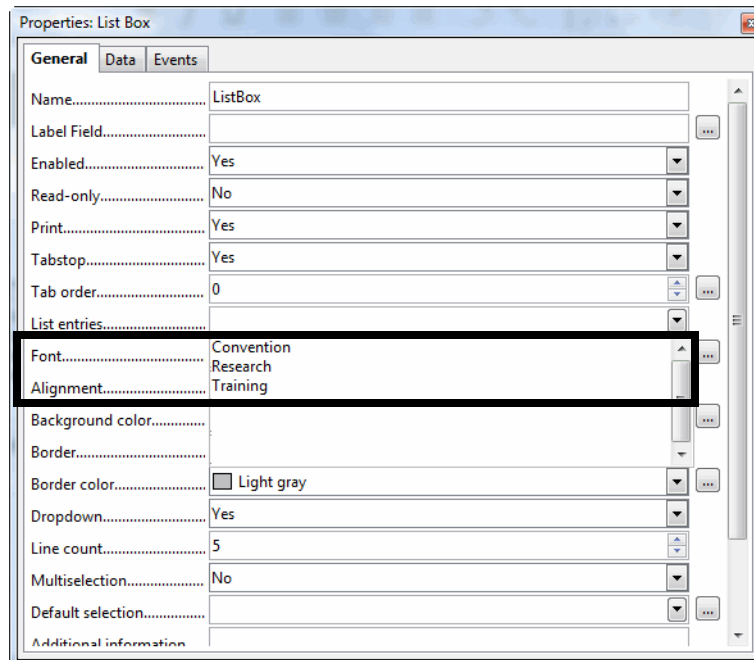 Properties: List Box
General Data Events
Name.................................. ListBox
Label Field..........................
Enabled.............................. Yes
Read-only.......................... No
Print.................................... Yes
Tabstop.............................. Yes
Tab order........................... 0
List entries.........................
Font.................................... Convention
Research
Alignment.......................... Training
Background color..............
Border.................................
Border color....................... Light gray
Dropdown.......................... Yes
Line count.......................... 5
Multiselection.................... No
Default selection................
Additional information